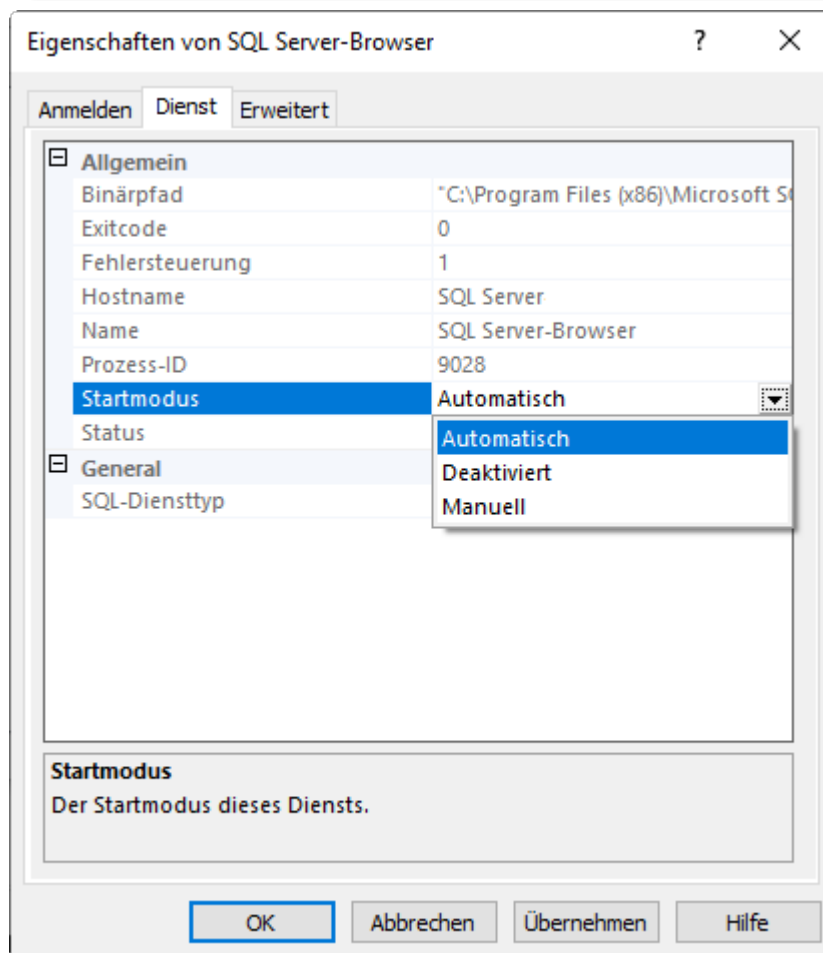 Eigenschaften von SQL Server-Browser
Anmelden Dienst Erweitert
Allgemein
Binärpfad "C:\Program Files (x86)\Microsoft
Exitcode 0
Fehlersteuerung 1
Hostname SQL Server
Name SQL Server-Browser
Prozess-ID 9028
Startmodus Automatisch
Status
Automatisch
General
Deaktiviert
SQL-Diensttyp
Manuell
Startmodus
Der Startmodus dieses Diensts.
OK Abbrechen Übernehmen Hilfe